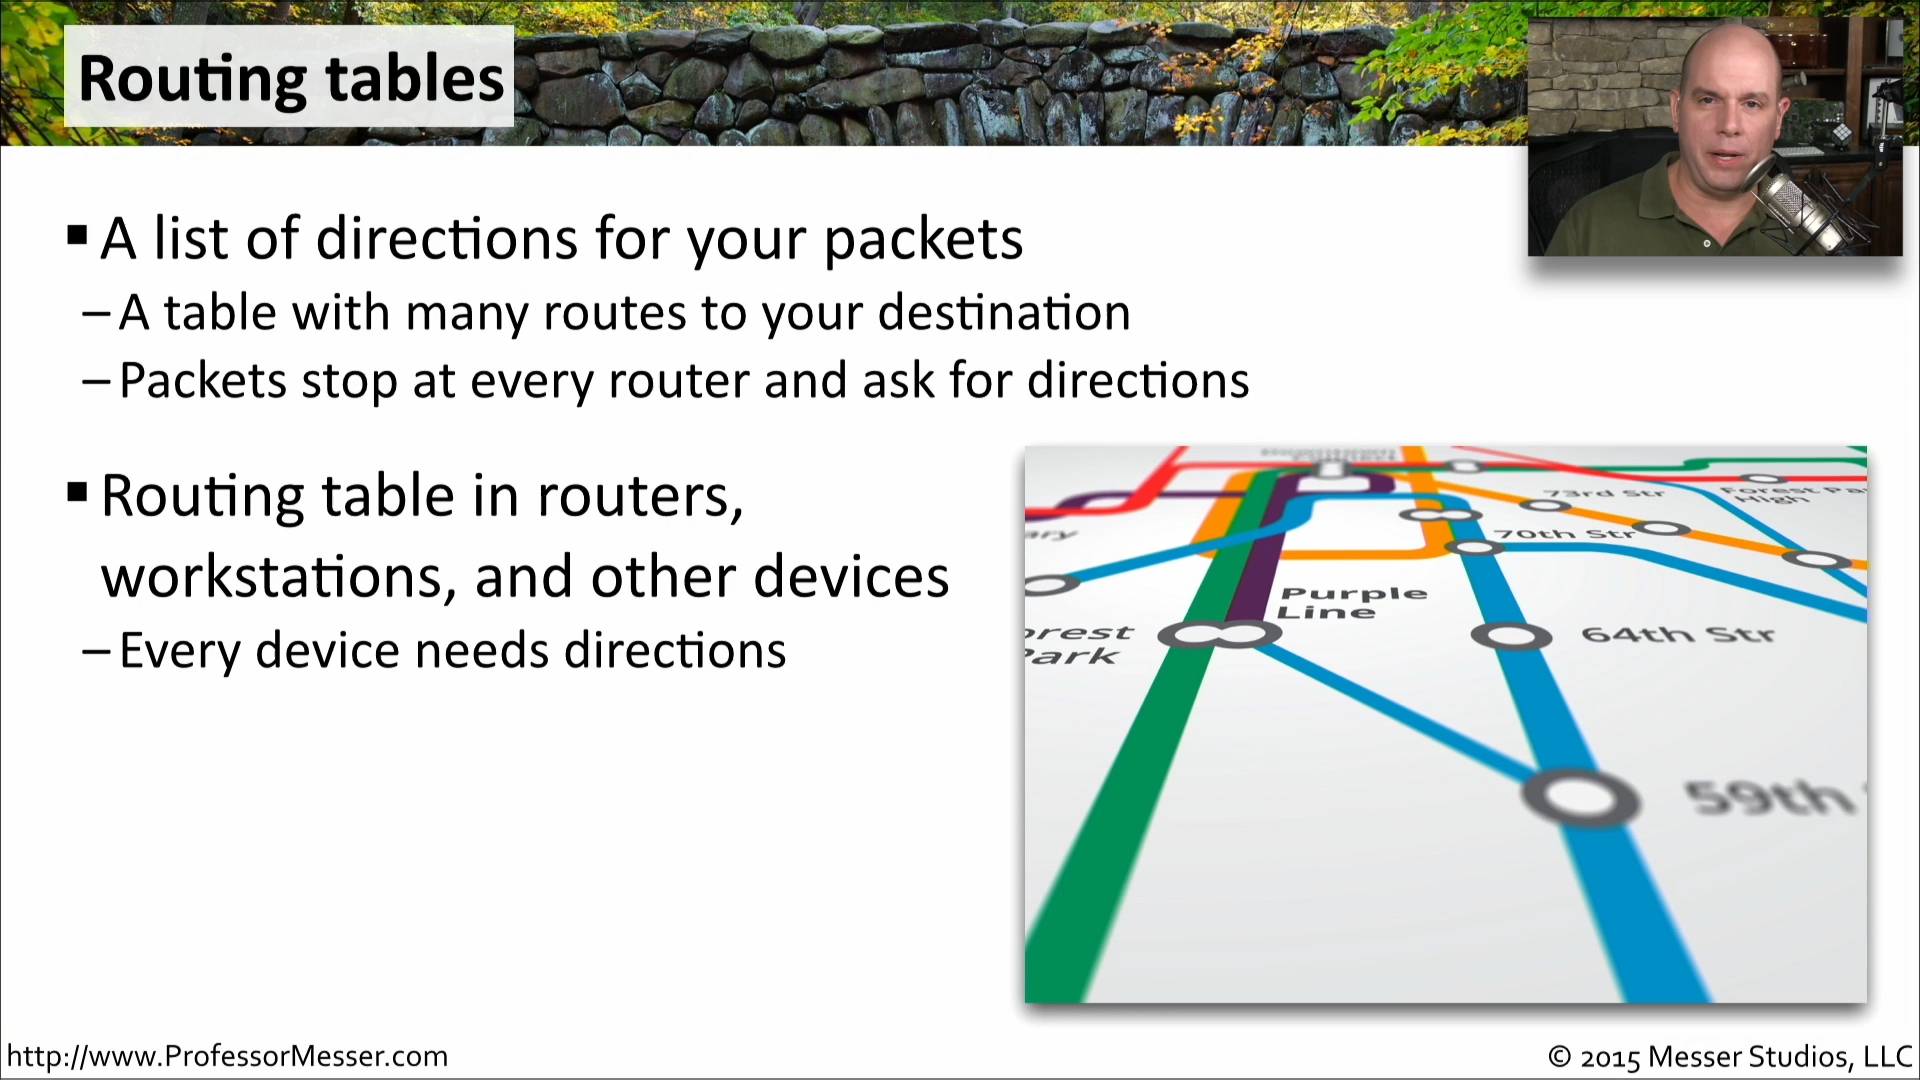 Routing tables
▪ A list of directions for your packets
– A table with many routes to your destination
– Packets stop at every router and ask for directions
▪ Routing table in routers,
workstations, and other devices
– Every device needs directions
73rd Str
70th Str
Purple
Line
64th Str
59th
http://www.ProfessorMesser.com
© 2015 Messer Studios, LLC